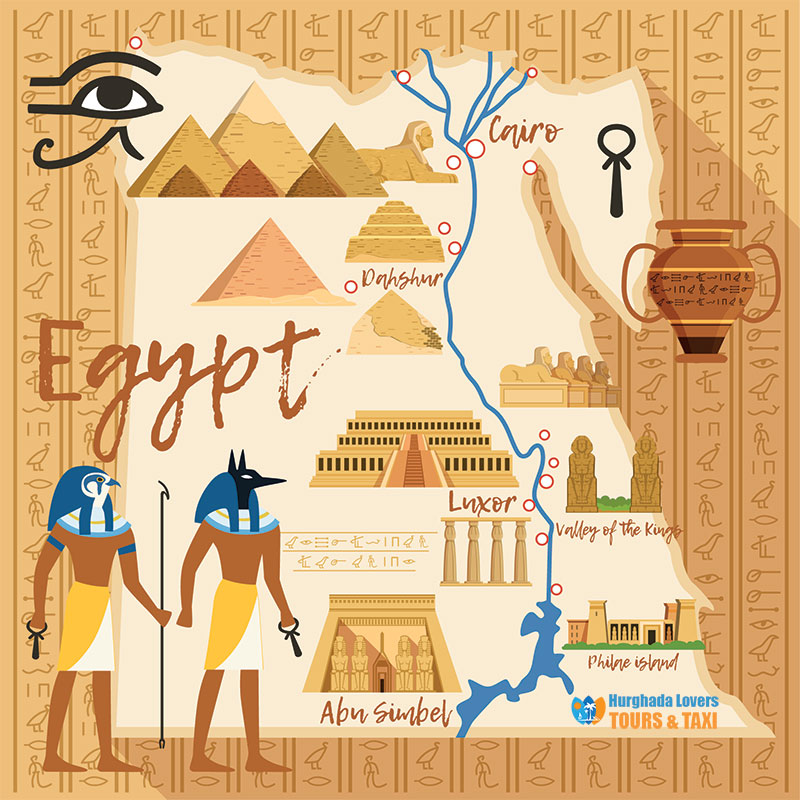 Cairo
Dahshur
Egypt
Luxor
Valley of the Kings
Philae island
Abu Simbel
Hurghada Lovers
TOURS & TAXI